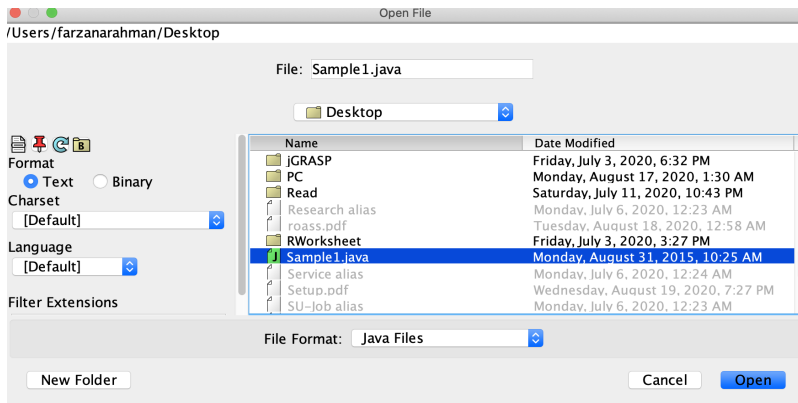 Open File
/Users/farzanarahman/Desktop
File: Sample1.java
Desktop
B
Format
Text Binary
Charset
[Default]
Language
[Default]
Filter Extensions
Name Date Modified
jGRASP Friday, July 3, 2020, 6:32 PM
PC Monday, August 17, 2020, 1:30 AM
Read Saturday, July 11, 2020, 10:43 PM
Research alias Monday, July 6, 2020, 12:23 AM
roass.pdf Tuesday, August 18, 2020, 12:58 AM
RWorksheet Friday, July 3, 2020, 3:27 PM
J Sample1.java Monday, August 31, 2015, 10:25 AM
Service alias Monday, July 6, 2020, 12:24 AM
Setup.pdf Wednesday, August 19, 2020, 7:27 PM
SU-Job alias Monday, July 6, 2020, 12:23 AM
File Format: Java Files
New Folder Cancel Open